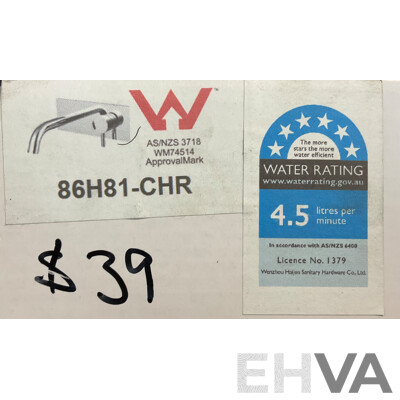 W
AS/NZS 3718
WM74514
ApprovalMark
86H81-CHR
$39
The more
stars the more
water efficient
WATER RATING
www.waterrating.gov.au
4.5 litres per
minute
In accordance with AS/NZS 6400
Licence No. 1379
Wenzhou Haijun Sanitary Hardware Co., Ltd.
EHVA